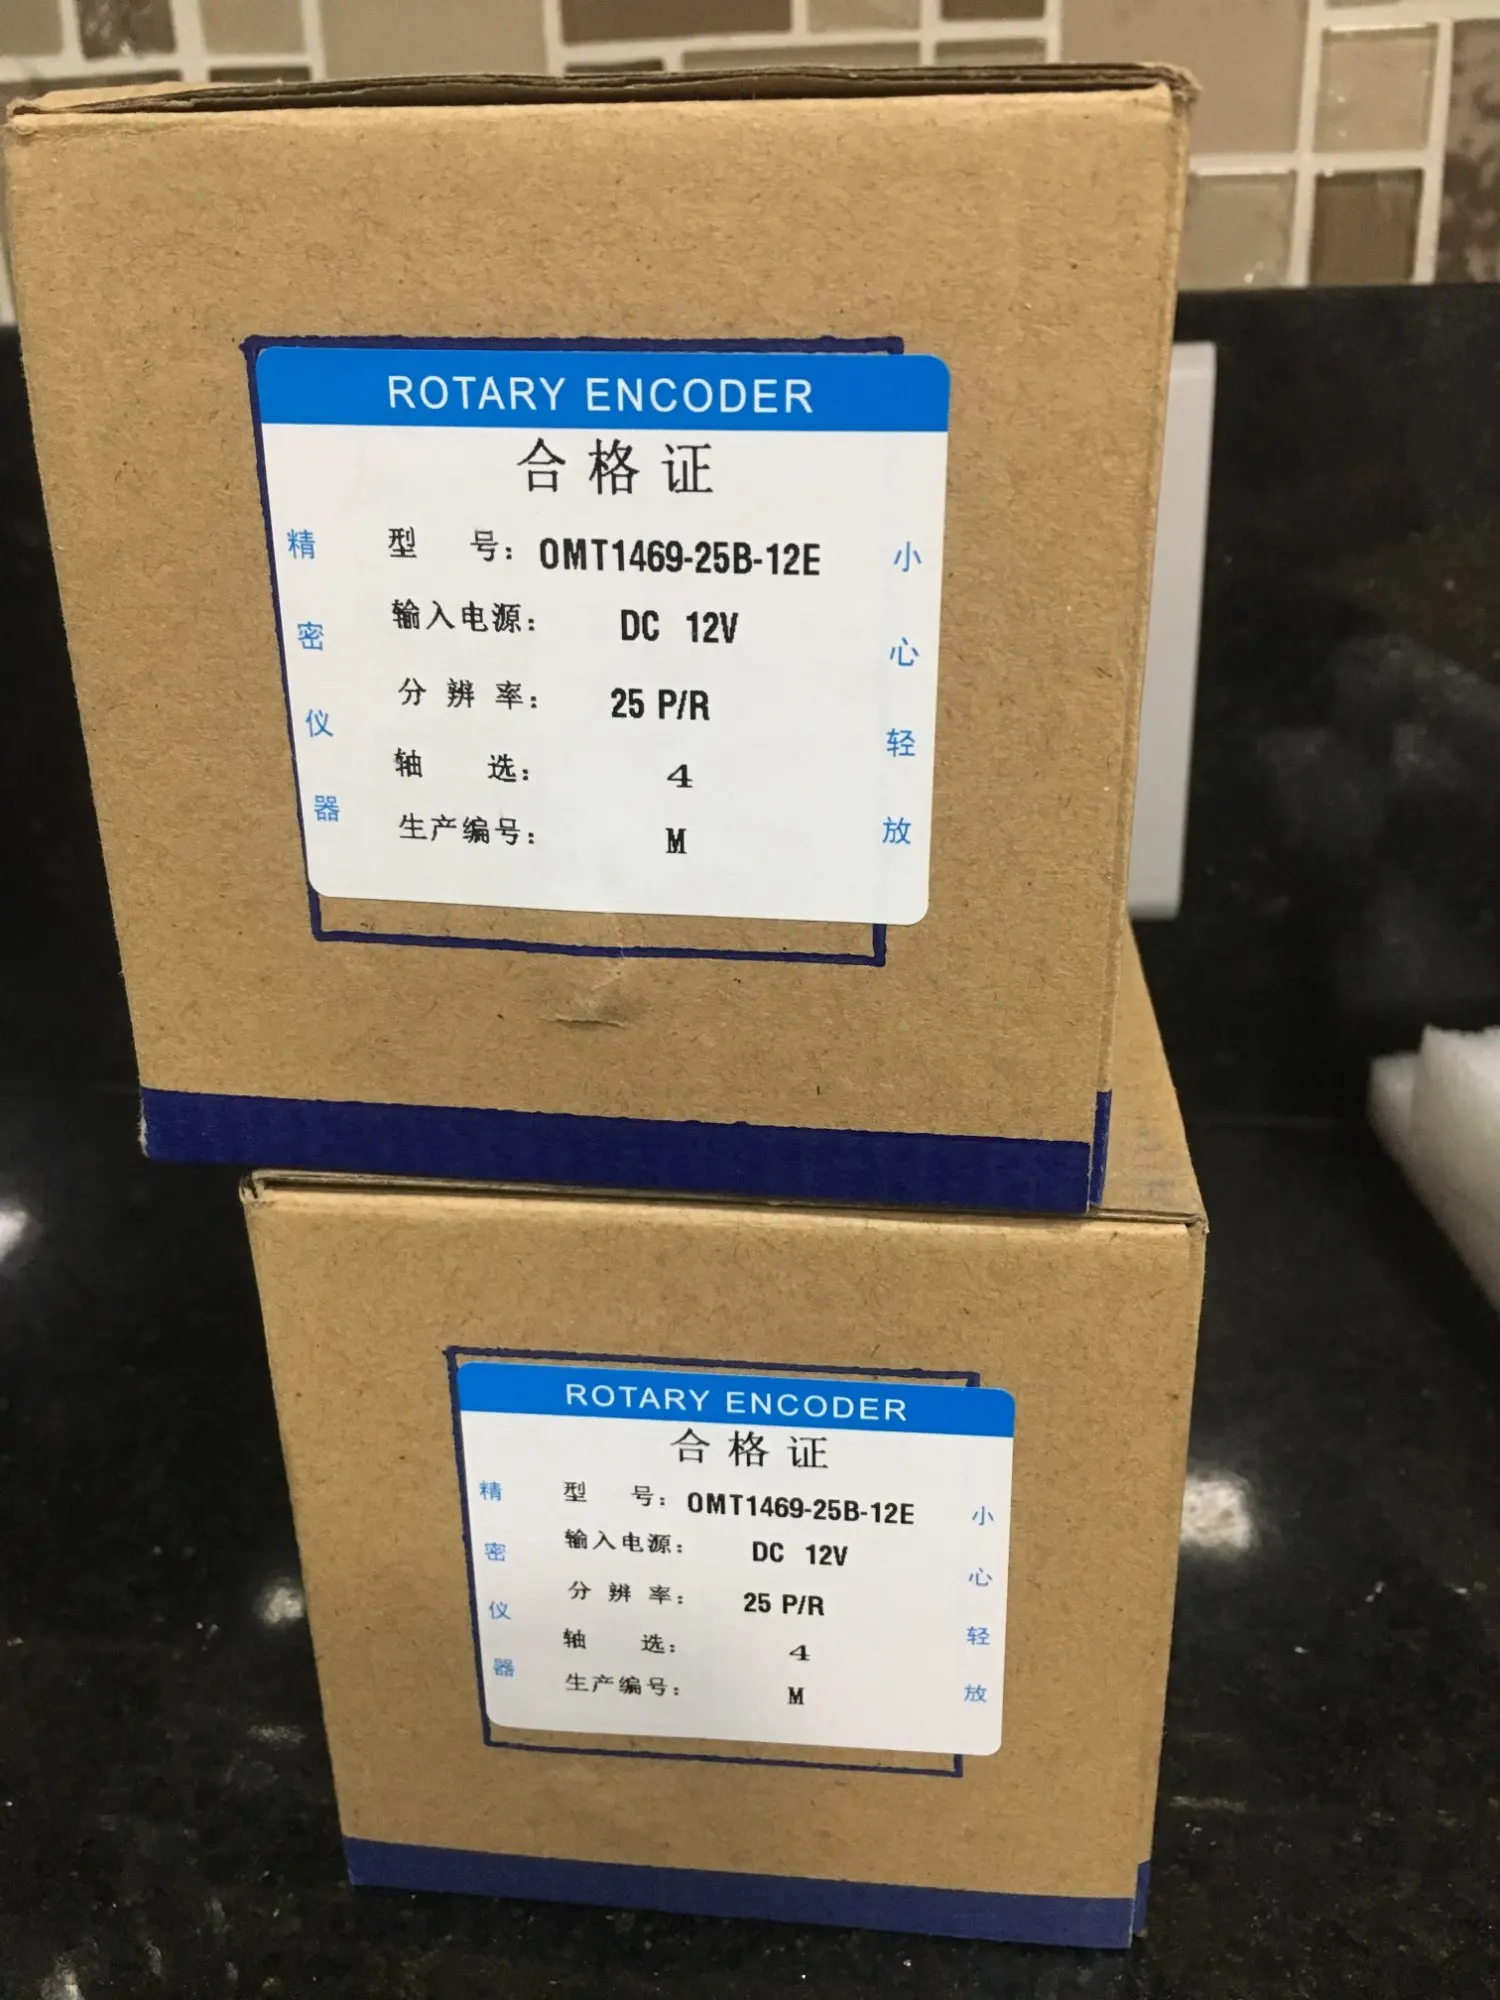 ROTARY ENCODER
合格证
型 号: OMT1469-25B-12E
输入电源: DC 12V
分辨率: 25 P/R
轴 选: 4
生产编号: M
精密仪器
小心轻放
ROTARY ENCODER
合格证
型 号: OMT1469-25B-12E
输入电源: DC 12V
分辨率: 25 P/R
轴 选: 4
生产编号: M
精密仪器
小心轻放